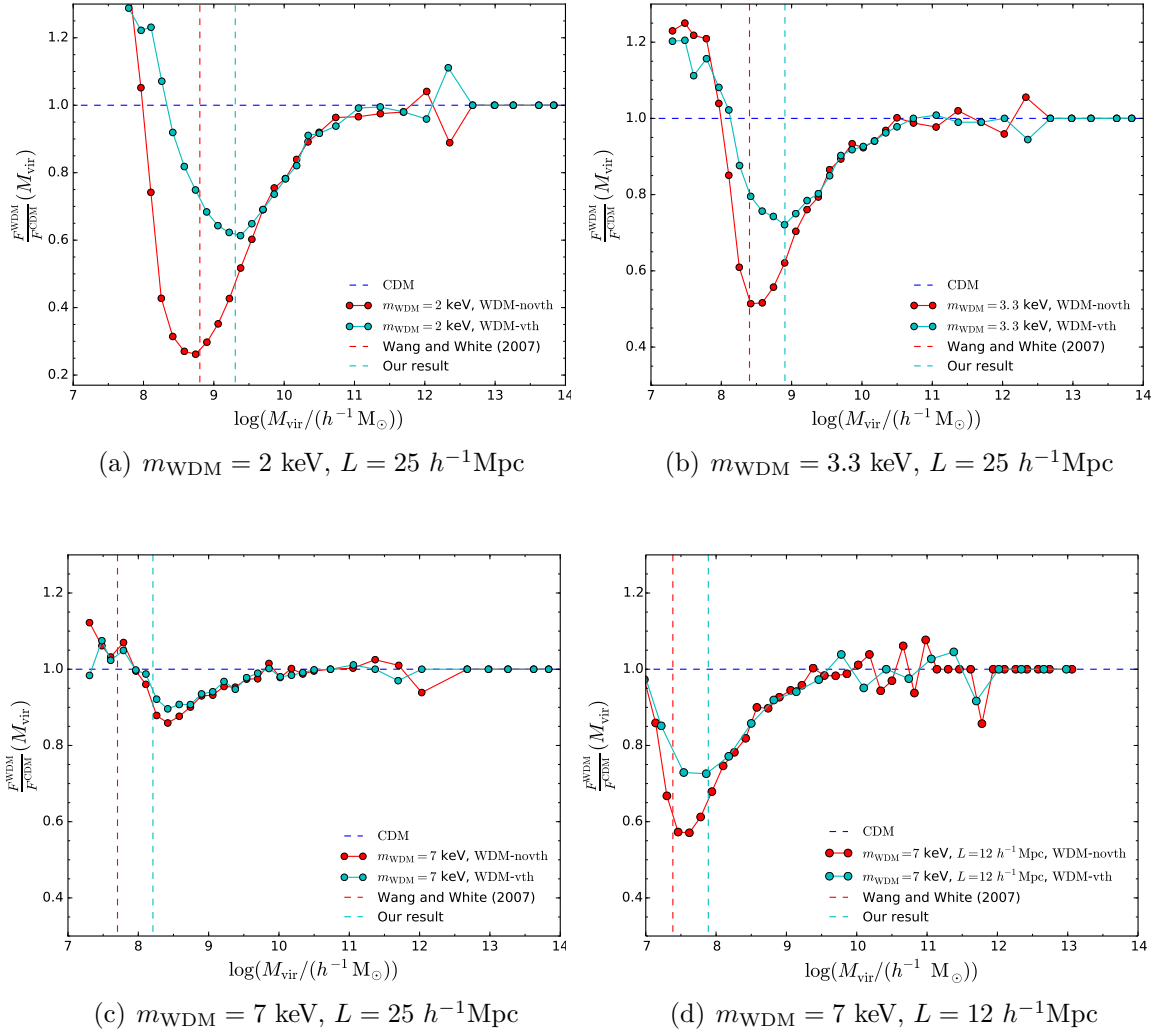 1.2
1.0
0.8
0.6
0.4
0.2
F^WDM/F^CDM (M_vir)
CDM
m_WDM = 2 keV, WDM-novth
m_WDM = 2 keV, WDM-vth
Wang and White (2007)
Our result
7 8 9 10 11 12 13 14
log(M_vir/(h^−1 M_⊙))
(a) m_WDM = 2 keV, L = 25 h^−1Mpc
1.2
1.0
0.8
0.6
0.4
F^WDM/F^CDM (M_vir)
CDM
m_WDM = 3.3 keV, WDM-novth
m_WDM = 3.3 keV, WDM-vth
Wang and White (2007)
Our result
7 8 9 10 11 12 13 14
log(M_vir/(h^−1 M_⊙))
(b) m_WDM = 3.3 keV, L = 25 h^−1Mpc
1.2
1.0
0.8
0.6
0.4
F^WDM/F^CDM (M_vir)
CDM
m_WDM = 7 keV, WDM-novth
m_WDM = 7 keV, WDM-vth
Wang and White (2007)
Our result
7 8 9 10 11 12 13 14
log(M_vir/(h^−1 M_⊙))
(c) m_WDM = 7 keV, L = 25 h^−1Mpc
1.2
1.0
0.8
0.6
0.4
F^WDM/F^CDM (M_vir)
CDM
m_WDM = 7 keV, L = 12 h^−1Mpc, WDM-novth
m_WDM = 7 keV, L = 12 h^−1Mpc, WDM-vth
Wang and White (2007)
Our result
7 8 9 10 11 12 13 14
log(M_vir/(h^−1 M_⊙))
(d) m_WDM = 7 keV, L = 12 h^−1Mpc